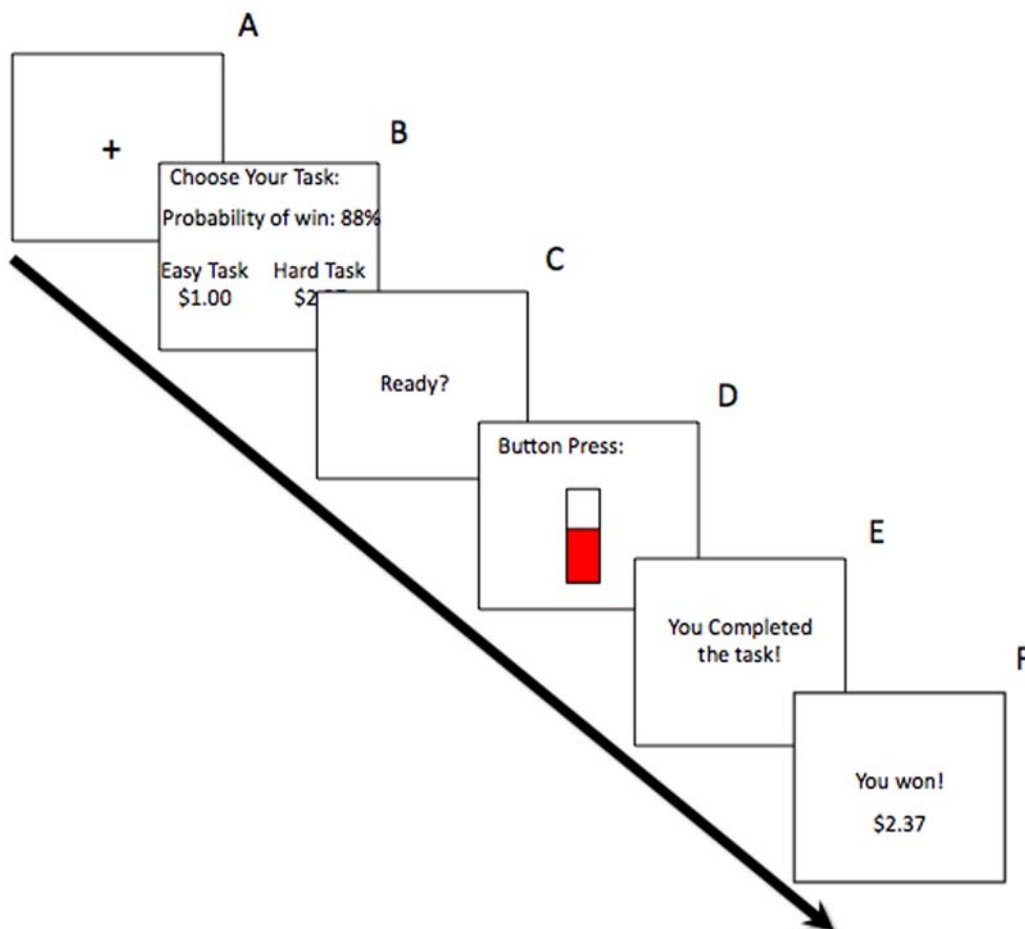 A
+
B
Choose Your Task:
Probability of win: 88%
Easy Task Hard Task
$1.00
C
Ready?
D
Button Press:
E
You Completed
the task!
F
You won!
$2.37